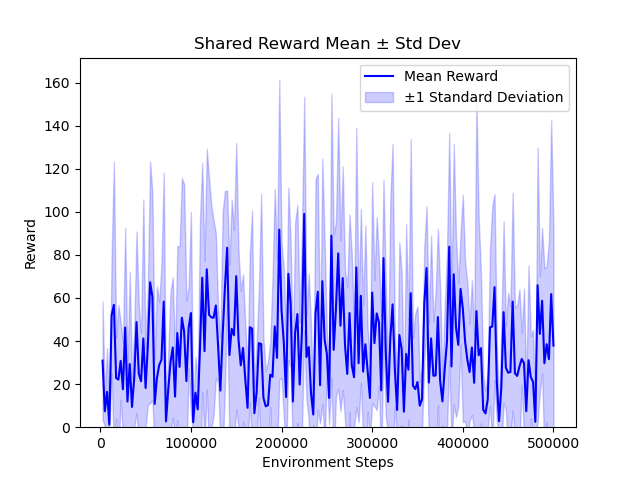 Shared Reward Mean ± Std Dev
Mean Reward
±1 Standard Deviation
Reward
160
140
120
100
80
60
40
20
0
0 100000 200000 300000 400000 500000
Environment Steps